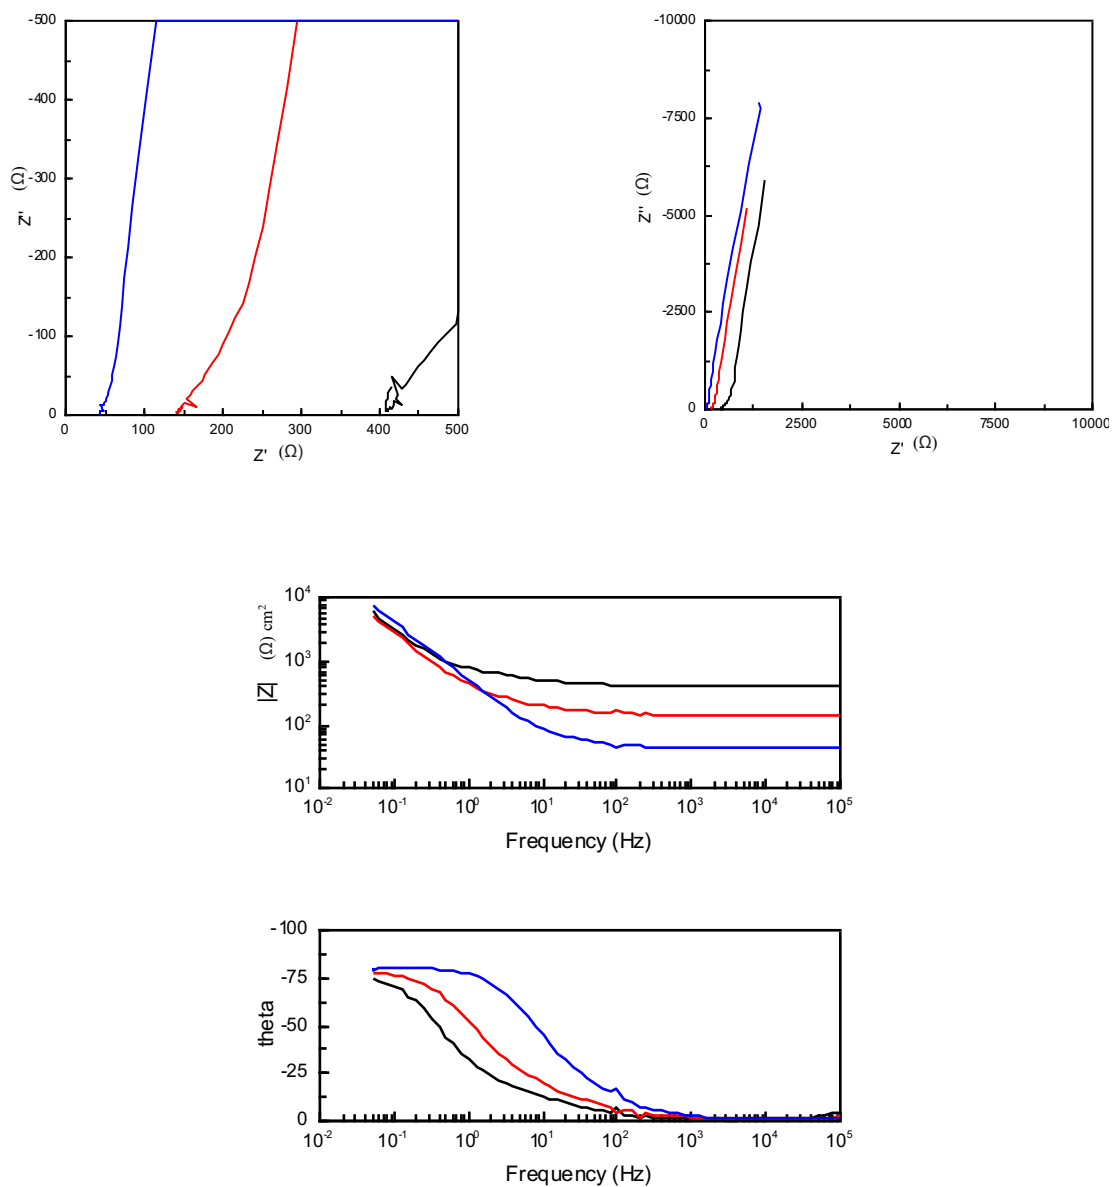 -500
-400
-300
-200
-100
0
Z'' (Ω)
0 100 200 300 400 500
Z' (Ω)
-10000
-7500
-5000
-2500
0
Z'' (Ω)
0 2500 5000 7500 10000
Z' (Ω)
10⁴
10³
10²
10¹
|Z| (Ω) cm²
10⁻² 10⁻¹ 10⁰ 10¹ 10² 10³ 10⁴ 10⁵
Frequency (Hz)
-100
-75
-50
-25
0
theta
10⁻² 10⁻¹ 10⁰ 10¹ 10² 10³ 10⁴ 10⁵
Frequency (Hz)